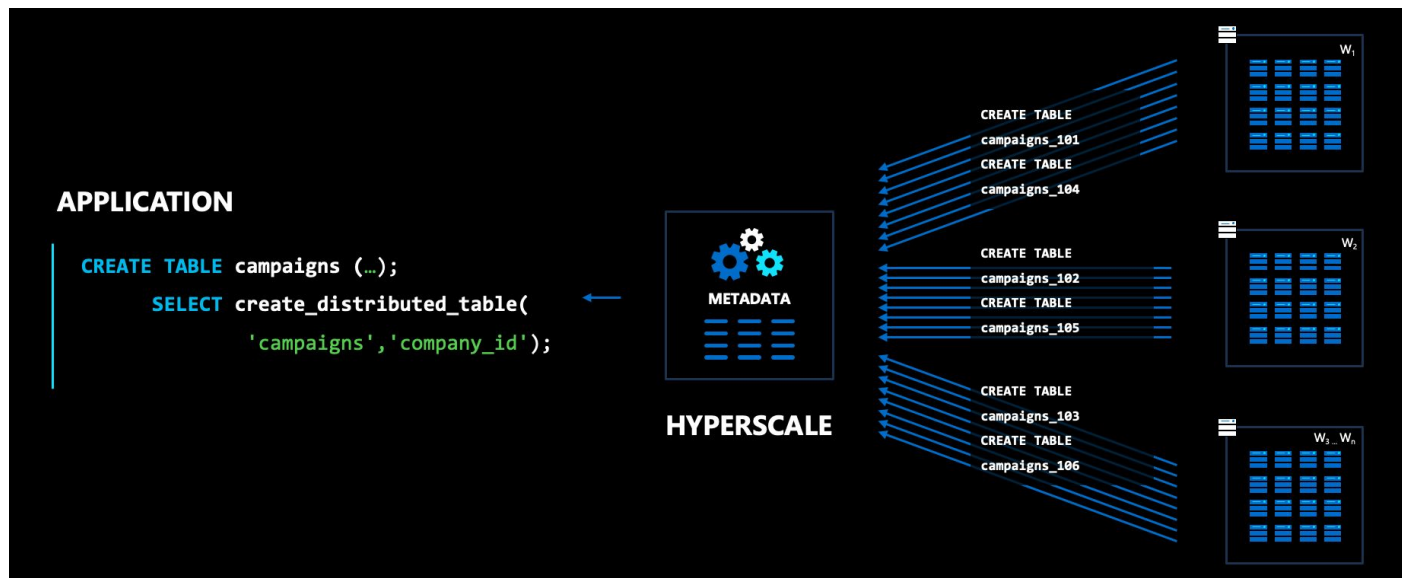 APPLICATION
CREATE TABLE campaigns (…);
SELECT create_distributed_table(
'campaigns','company_id');
METADATA
HYPERSCALE
CREATE TABLE
campaigns_101
CREATE TABLE
campaigns_104
CREATE TABLE
campaigns_102
CREATE TABLE
campaigns_105
CREATE TABLE
campaigns_103
CREATE TABLE
campaigns_106
W1
W2
W3 … Wn